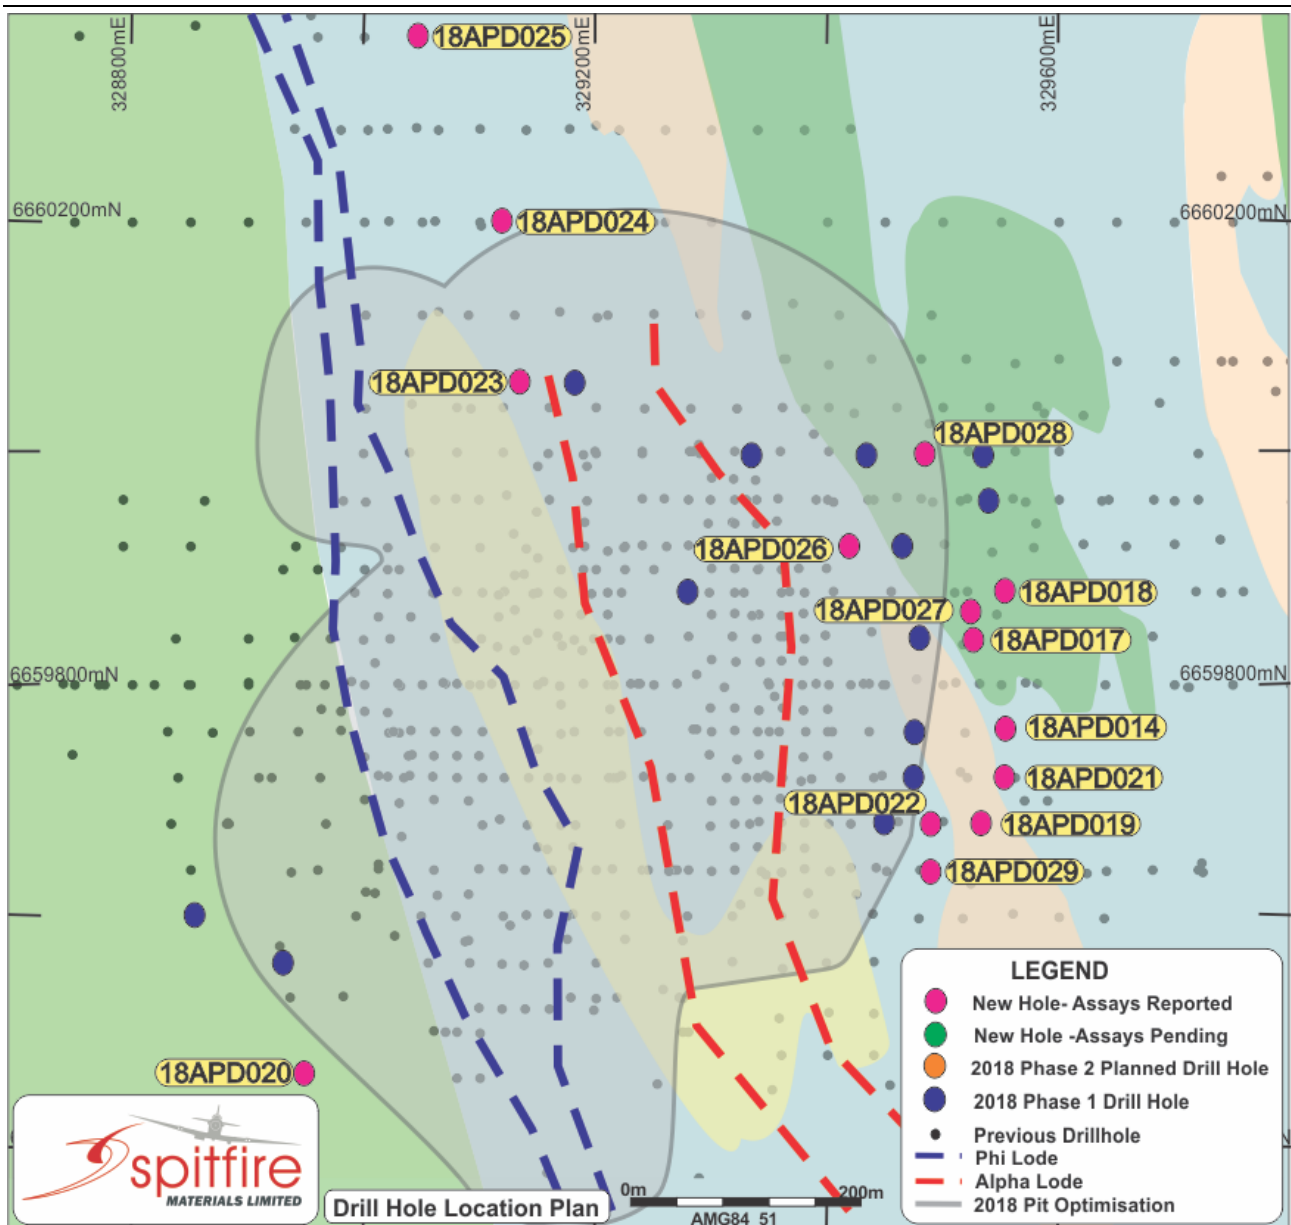 328800mE
329200mE
329600mE
18APD025
6660200mN
18APD024
6660200mN
18APD023
18APD028
18APD026
18APD018
18APD027
18APD017
6659800mN
6659800mN
18APD014
18APD021
18APD022
18APD019
18APD029
18APD020
LEGEND
New Hole- Assays Reported
New Hole -Assays Pending
2018 Phase 2 Planned Drill Hole
2018 Phase 1 Drill Hole
Previous Drillhole
Phi Lode
Alpha Lode
2018 Pit Optimisation
spitfire
MATERIALS LIMITED
Drill Hole Location Plan
0m
200m
AMG84_51